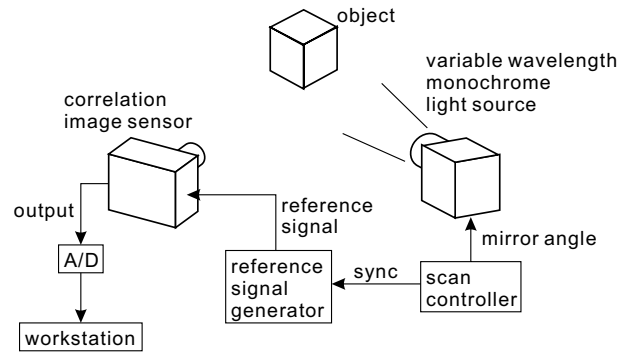 object
variable wavelength
monochrome
light source
correlation
image sensor
reference
signal
output
mirror angle
A/D
reference
signal
generator
sync
scan
controller
workstation